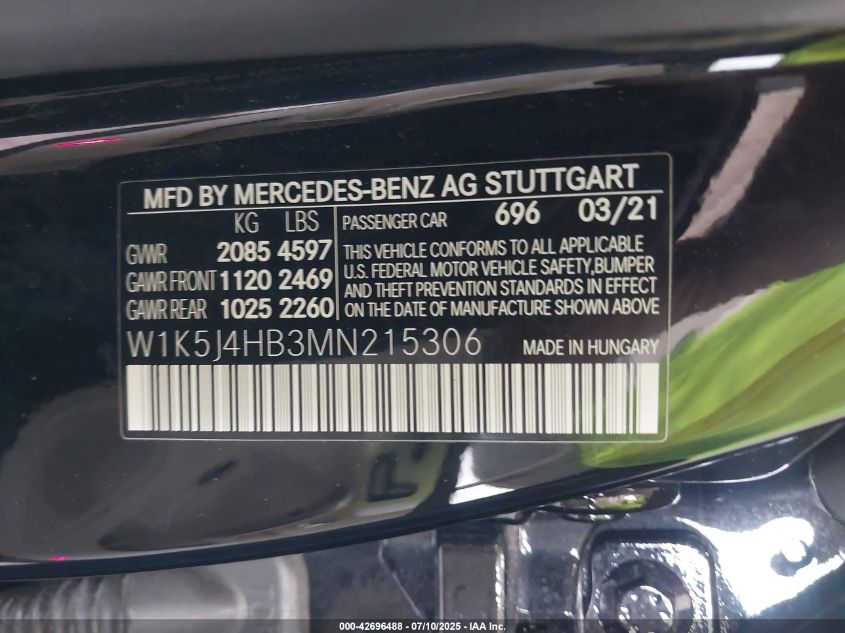 MFD BY MERCEDES-BENZ AG STUTTGART
KG LBS PASSENGER CAR 696 03/21
GVWR 2085 4597
GAWR FRONT 1120 2469
GAWR REAR 1025 2260
THIS VEHICLE CONFORMS TO ALL APPLICABLE
U.S. FEDERAL MOTOR VEHICLE SAFETY, BUMPER
AND THEFT PREVENTION STANDARDS IN EFFECT
ON THE DATE OF MANUFACTURE SHOWN ABOVE
W1K5J4HB3MN215306 MADE IN HUNGARY
000-42696488 - 07/10/2025 - IAA Inc.